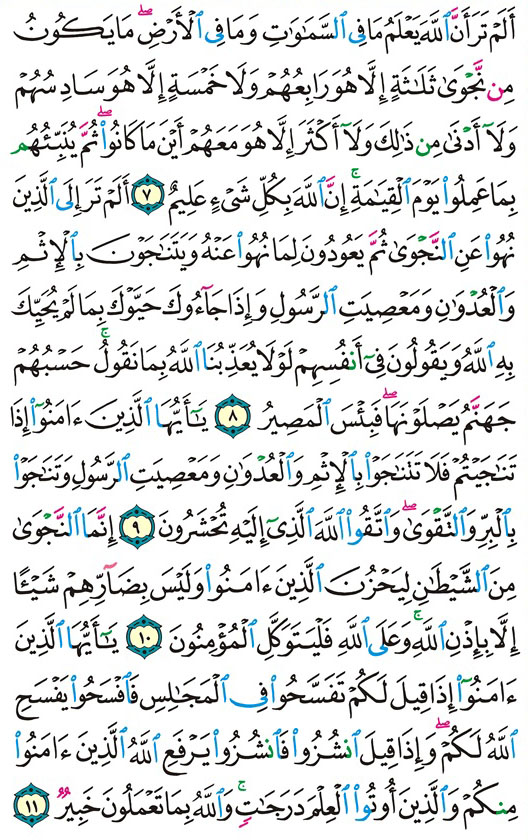 أَلَمْ تَرَ أَنَّ ٱللَّهَ يَعْلَمُ مَا فِى ٱلسَّمَٰوَٰتِ وَمَا فِى ٱلْأَرْضِ ۖ مَا يَكُونُ
مِن نَّجْوَىٰ ثَلَٰثَةٍ إِلَّا هُوَ رَابِعُهُمْ وَلَا خَمْسَةٍ إِلَّا هُوَ سَادِسُهُمْ
وَلَآ أَدْنَىٰ مِن ذَٰلِكَ وَلَآ أَكْثَرَ إِلَّا هُوَ مَعَهُمْ أَيْنَ مَا كَانُوا۟ ۖ ثُمَّ يُنَبِّئُهُم
بِمَا عَمِلُوا۟ يَوْمَ ٱلْقِيَٰمَةِ ۚ إِنَّ ٱللَّهَ بِكُلِّ شَىْءٍ عَلِيمٌ ٧ أَلَمْ تَرَ إِلَى ٱلَّذِينَ
نُهُوا۟ عَنِ ٱلنَّجْوَىٰ ثُمَّ يَعُودُونَ لِمَا نُهُوا۟ عَنْهُ وَيَتَنَٰجَوْنَ بِٱلْإِثْمِ
وَٱلْعُدْوَٰنِ وَمَعْصِيَتِ ٱلرَّسُولِ وَإِذَا جَآءُوكَ حَيَّوْكَ بِمَا لَمْ يُحَيِّكَ
بِهِ ٱللَّهُ وَيَقُولُونَ فِىٓ أَنفُسِهِمْ لَوْلَا يُعَذِّبُنَا ٱللَّهُ بِمَا نَقُولُ ۚ حَسْبُهُمْ
جَهَنَّمُ يَصْلَوْنَهَا ۖ فَبِئْسَ ٱلْمَصِيرُ ٨ يَٰٓأَيُّهَا ٱلَّذِينَ ءَامَنُوٓا۟ إِذَا
تَنَٰجَيْتُمْ فَلَا تَتَنَٰجَوْا۟ بِٱلْإِثْمِ وَٱلْعُدْوَٰنِ وَمَعْصِيَتِ ٱلرَّسُولِ وَتَنَٰجَوْا۟
بِٱلْبِرِّ وَٱلتَّقْوَىٰ ۖ وَٱتَّقُوا۟ ٱللَّهَ ٱلَّذِىٓ إِلَيْهِ تُحْشَرُونَ ٩ إِنَّمَا ٱلنَّجْوَىٰ
مِنَ ٱلشَّيْطَٰنِ لِيَحْزُنَ ٱلَّذِينَ ءَامَنُوا۟ وَلَيْسَ بِضَآرِّهِمْ شَيْـًٔا
إِلَّا بِإِذْنِ ٱللَّهِ ۚ وَعَلَى ٱللَّهِ فَلْيَتَوَكَّلِ ٱلْمُؤْمِنُونَ ١٠ يَٰٓأَيُّهَا ٱلَّذِينَ
ءَامَنُوٓا۟ إِذَا قِيلَ لَكُمْ تَفَسَّحُوا۟ فِى ٱلْمَجَٰلِسِ فَٱفْسَحُوا۟ يَفْسَحِ
ٱللَّهُ لَكُمْ ۖ وَإِذَا قِيلَ ٱنشُزُوا۟ فَٱنشُزُوا۟ يَرْفَعِ ٱللَّهُ ٱلَّذِينَ ءَامَنُوا۟
مِنكُمْ وَٱلَّذِينَ أُوتُوا۟ ٱلْعِلْمَ دَرَجَٰتٍ ۚ وَٱللَّهُ بِمَا تَعْمَلُونَ خَبِيرٌ ١١